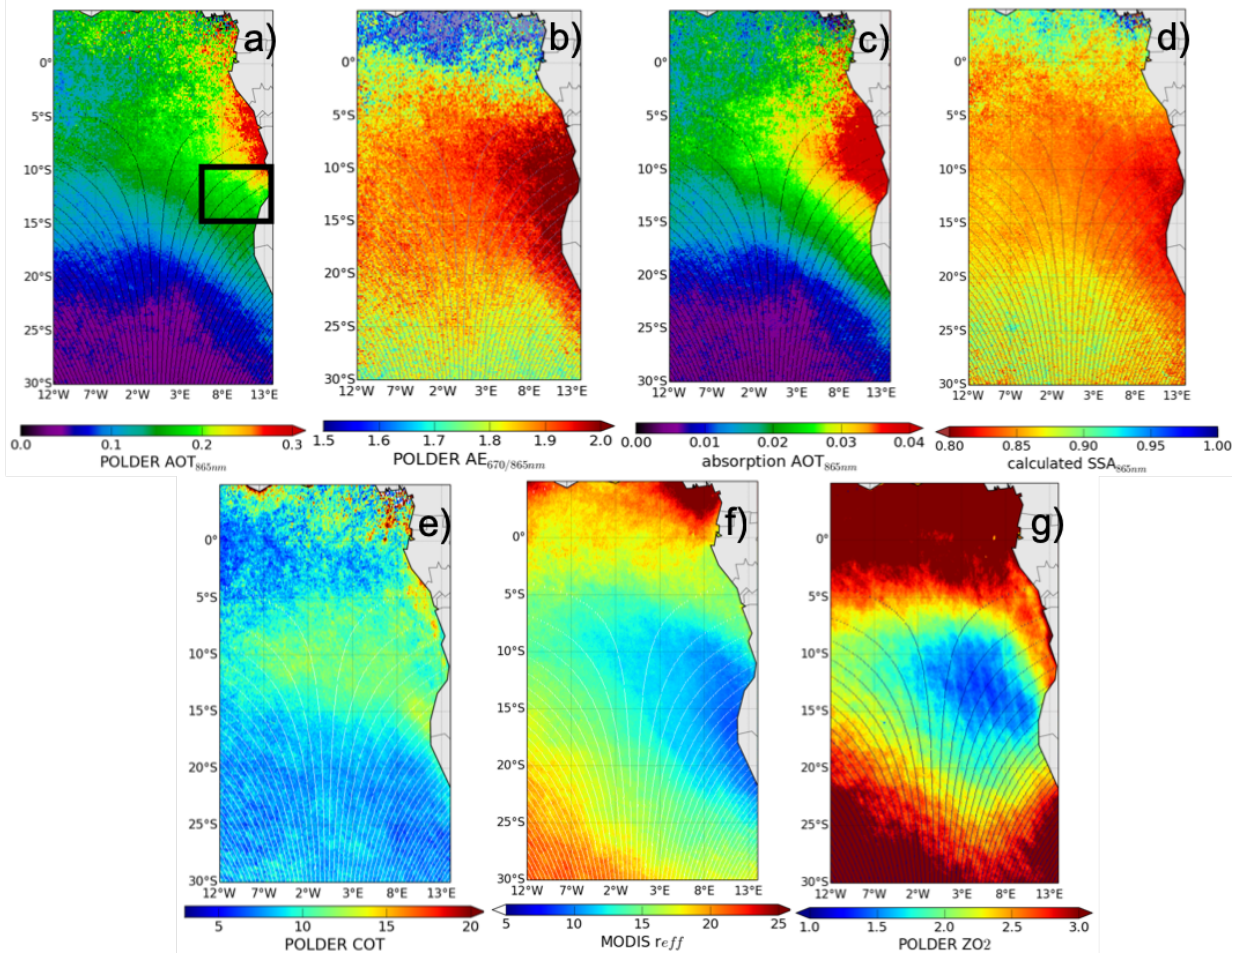 a) b) c) d)
0° 0° 0° 0°
5°S 5°S 5°S 5°S
10°S 10°S 10°S 10°S
15°S 15°S 15°S 15°S
20°S 20°S 20°S 20°S
25°S 25°S 25°S 25°S
30°S 30°S 30°S 30°S
12°W 7°W 2°W 3°E 8°E 13°E 12°W 7°W 2°W 3°E 8°E 13°E 12°W 7°W 2°W 3°E 8°E 13°E 12°W 7°W 2°W 3°E 8°E 13°E
0.0 0.1 0.2 0.3 1.5 1.6 1.7 1.8 1.9 2.0 0.00 0.01 0.02 0.03 0.04 0.80 0.85 0.90 0.95 1.00
POLDER AOT865nm POLDER AE670/865nm absorption AOT865nm calculated SSA865nm
e) f) g)
0° 0° 0°
5°S 5°S 5°S
10°S 10°S 10°S
15°S 15°S 15°S
20°S 20°S 20°S
25°S 25°S 25°S
30°S 30°S 30°S
12°W 7°W 2°W 3°E 8°E 13°E 12°W 7°W 2°W 3°E 8°E 13°E 12°W 7°W 2°W 3°E 8°E 13°E
5 10 15 20 5 10 15 20 25 1.0 1.5 2.0 2.5 3.0
POLDER COT MODIS reff POLDER ZO2